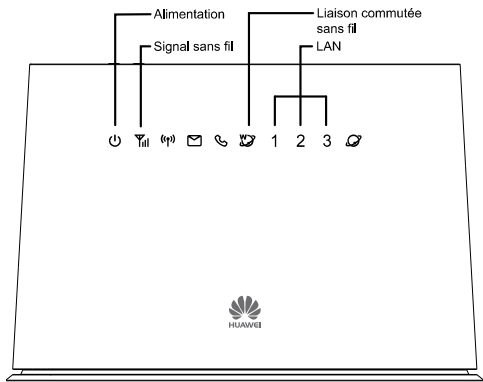 Alimentation
Liaison commutée
sans fil
Signal sans fil
LAN
1 2 3
HUAWEI